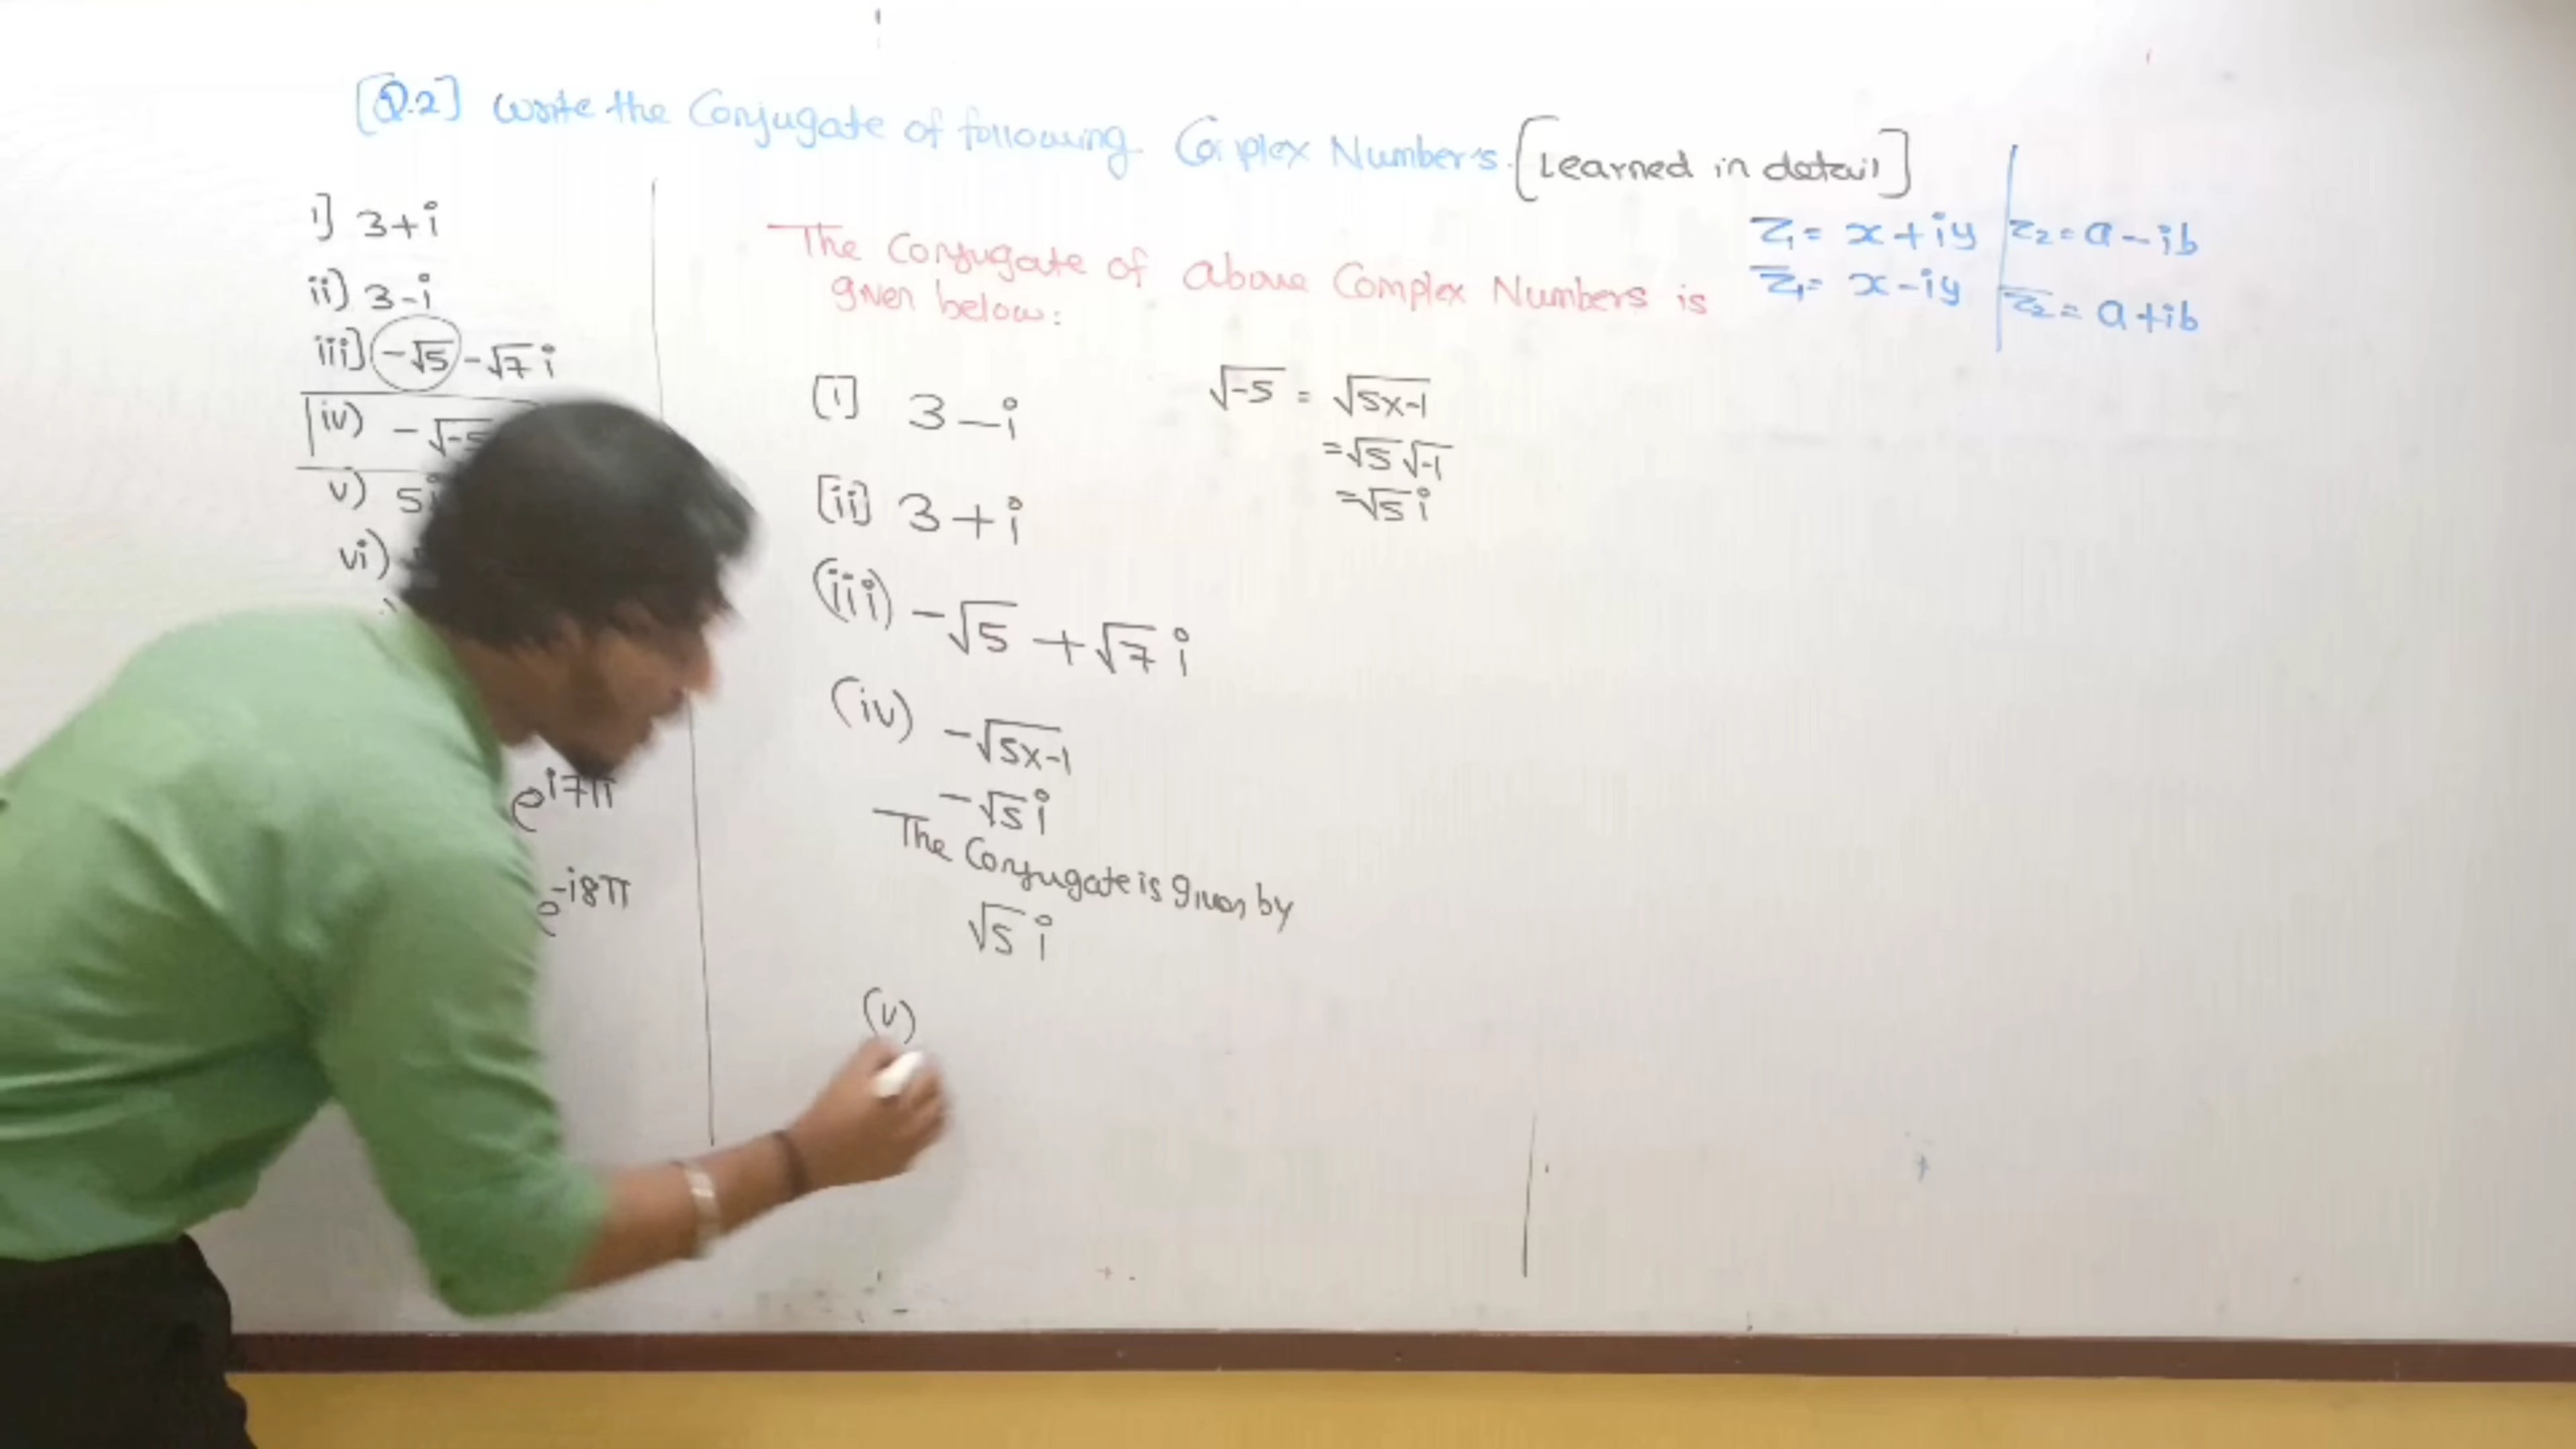 [Q.2] Write the Conjugate of following Complex Numbers. [Learned in detail]
i] 3+i
ii) 3-i
iii] -√5 -√7 i
iv) -√-5
v) 5i
vi)
e^i7π
e^-i8π
The Conjugate of above Complex Numbers is
given below:
Z₁= x+iy
Z̅₁= x-iy
Z₂= a-ib
Z̅₂= a+ib
[i] 3-i
[ii] 3+i
(iii) -√5 + √7 i
(iv) -√5x-1
-√5 i
The Conjugate is given by
√5 i
(v)
√-5 = √5x-1
=√5 √-1
=√5 i